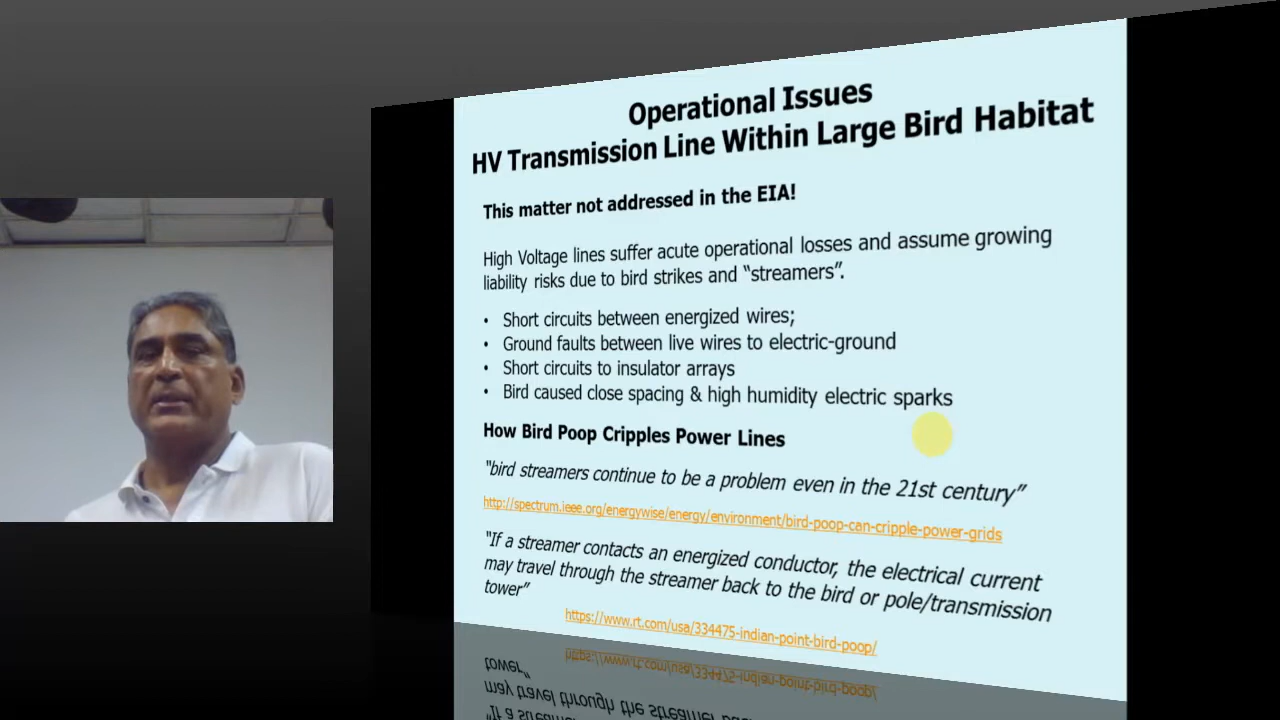 Operational Issues
HV Transmission Line Within Large Bird Habitat
This matter not addressed in the EIA!
High Voltage lines suffer acute operational losses and assume growing
liability risks due to bird strikes and “streamers”.
• Short circuits between energized wires;
• Ground faults between live wires to electric-ground
• Short circuits to insulator arrays
• Bird caused close spacing & high humidity electric sparks
How Bird Poop Cripples Power Lines
“bird streamers continue to be a problem even in the 21st century”
http://spectrum.ieee.org/energywise/energy/environment/bird-poop-can-cripple-power-grids
“If a streamer contacts an energized conductor, the electrical current
may travel through the streamer back to the bird or pole/transmission
tower”
https://www.rt.com/usa/334475-indian-point-bird-poop/